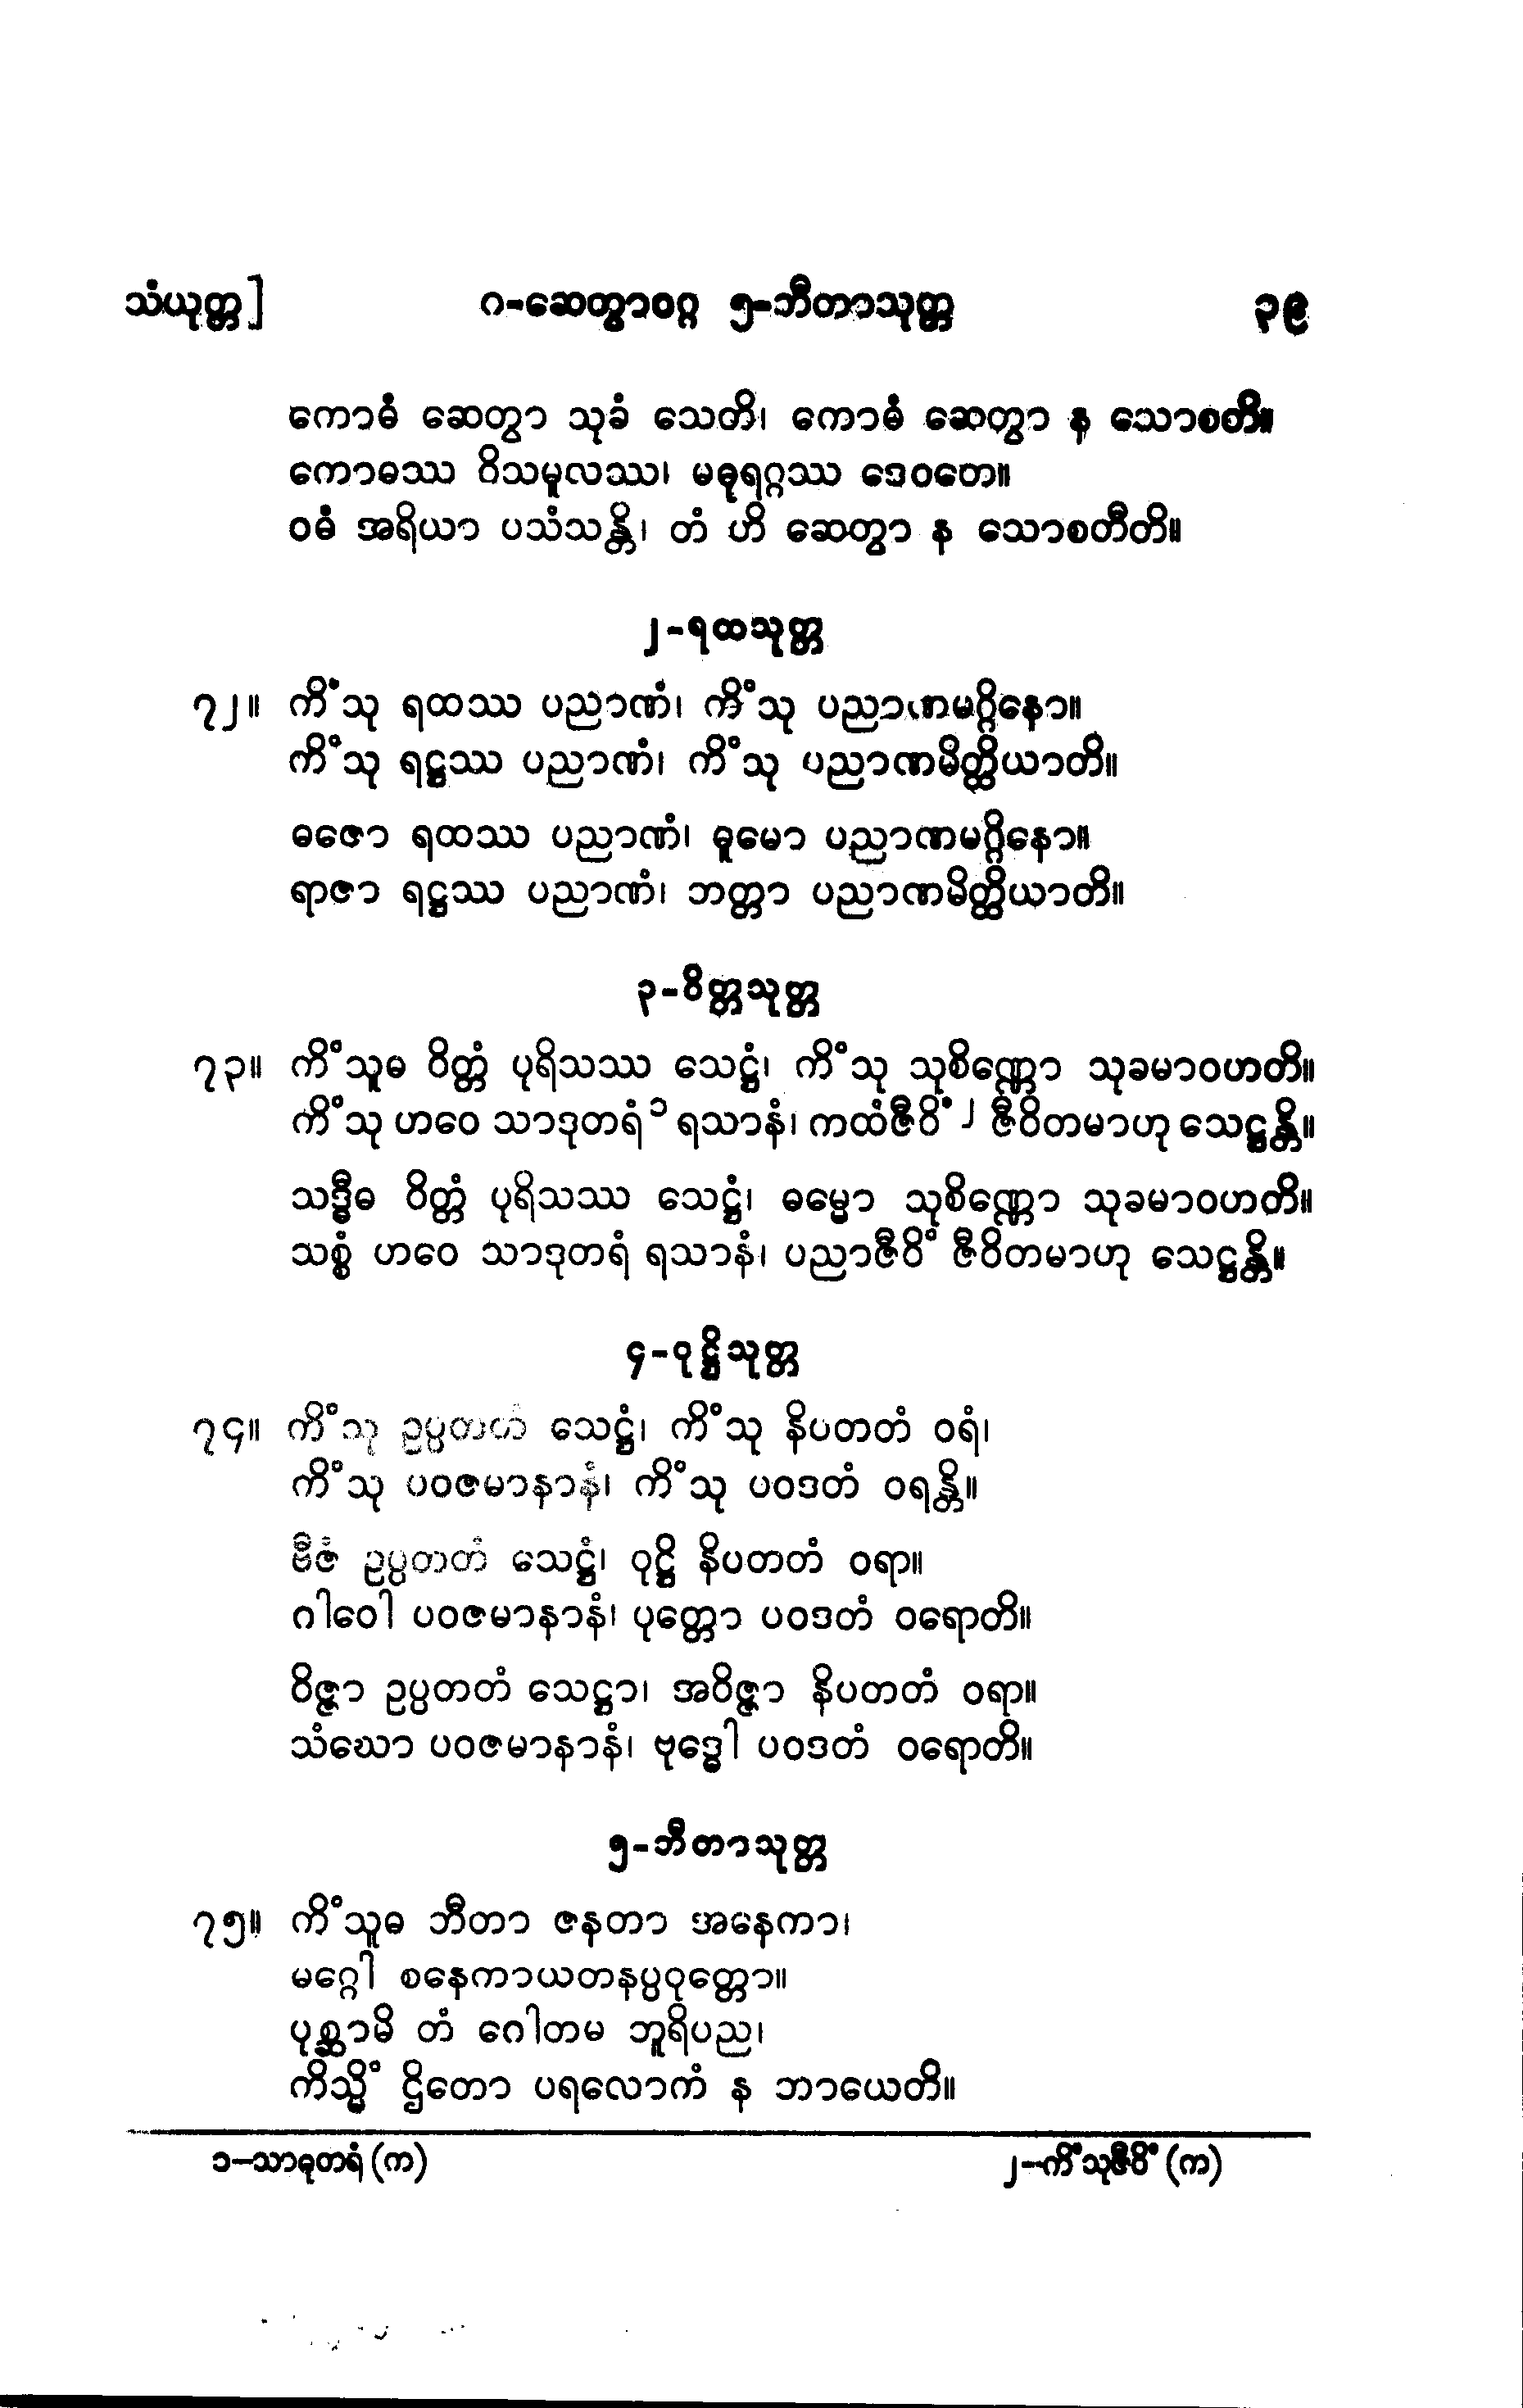 သံယုတ္တ] ဂ-ဆေတွာဝဂ္ဂ ၅-ဘီတာသုတ္တ ၃၉
ကောဓံ ဆေတွာ သုခံ သေတိ၊ ကောဓံ ဆေတွာ န သောစတိ။
ကောဓဿ ဝိသမူလဿ၊ မဓုရဂ္ဂဿ ဒေဝတေ။
ဝဓံ အရိယာ ပသံသန္တိ၊ တံ ဟိ ဆေတွာ န သောစတီတိ။
၂-ရထသုတ္တ
၇၂။ ကိံသု ရထဿ ပညာဏံ၊ ကိံသု ပညာဏမဂ္ဂိနော။
ကိံသု ရဋ္ဌဿ ပညာဏံ၊ ကိံသု ပညာဏမိတ္ထိယာတိ။
ဓဇော ရထဿ ပညာဏံ၊ ဓူမော ပညာဏမဂ္ဂိနော။
ရာဇာ ရဋ္ဌဿ ပညာဏံ၊ ဘတ္တာ ပညာဏမိတ္ထိယာတိ။
၃-ဝိတ္တသုတ္တ
၇၃။ ကိံသူဓ ဝိတ္တံ ပုရိသဿ သေဋ္ဌံ၊ ကိံသု သုစိဏ္ဏော သုခမာဝဟတိ။
ကိံသု ဟဝေ သာဒုတရံ ၁ ရသာနံ၊ ကထံဇီဝိံ ၂ ဇီဝိတမာဟု သေဋ္ဌန္တိ။
သဒ္ဓီဓ ဝိတ္တံ ပုရိသဿ သေဋ္ဌံ၊ ဓမ္မော သုစိဏ္ဏော သုခမာဝဟတိ။
သစ္စံ ဟဝေ သာဒုတရံ ရသာနံ၊ ပညာဇီဝိံ ဇီဝိတမာဟု သေဋ္ဌန္တိ။
၄-ဝုဋ္ဌိသုတ္တ
၇၄။ ကိံသု ဥပ္ပတတံ သေဋ္ဌံ၊ ကိံသု နိပတတံ ဝရံ၊
ကိံသု ပဝဇမာနာနံ၊ ကိံသု ပဝဒတံ ဝရန္တိ။
ဗီဇံ ဥပ္ပတတံ သေဋ္ဌံ၊ ဝုဋ္ဌိ နိပတတံ ဝရာ။
ဂါဝေါ ပဝဇမာနာနံ၊ ပုတ္တော ပဝဒတံ ဝရောတိ။
ဝိဇ္ဇာ ဥပ္ပတတံ သေဋ္ဌာ၊ အဝိဇ္ဇာ နိပတတံ ဝရာ။
သံဃော ပဝဇမာနာနံ၊ ဗုဒ္ဓေါ ပဝဒတံ ဝရောတိ။
၅-ဘီတာသုတ္တ
၇၅။ ကိံသူဓ ဘီတာ ဇနတာ အနေကာ၊
မဂ္ဂေါ စနေကာယတနပ္ပဝုတ္တော။
ပုစ္ဆာမိ တံ ဂေါတမ ဘူရိပည၊
ကိသ္မိံ ဌိတော ပရလောကံ န ဘာယေတိ။
၁-သာဓုတရံ (က) ၂-ကိံသုဇီဝိံ (က)